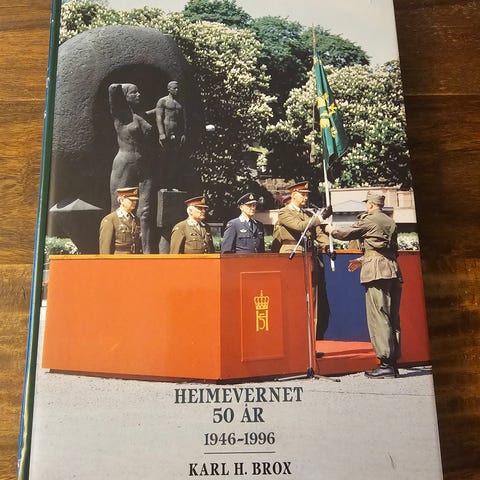 HEIMEVERNET
50 ÅR
1946-1996
KARL H. BROX